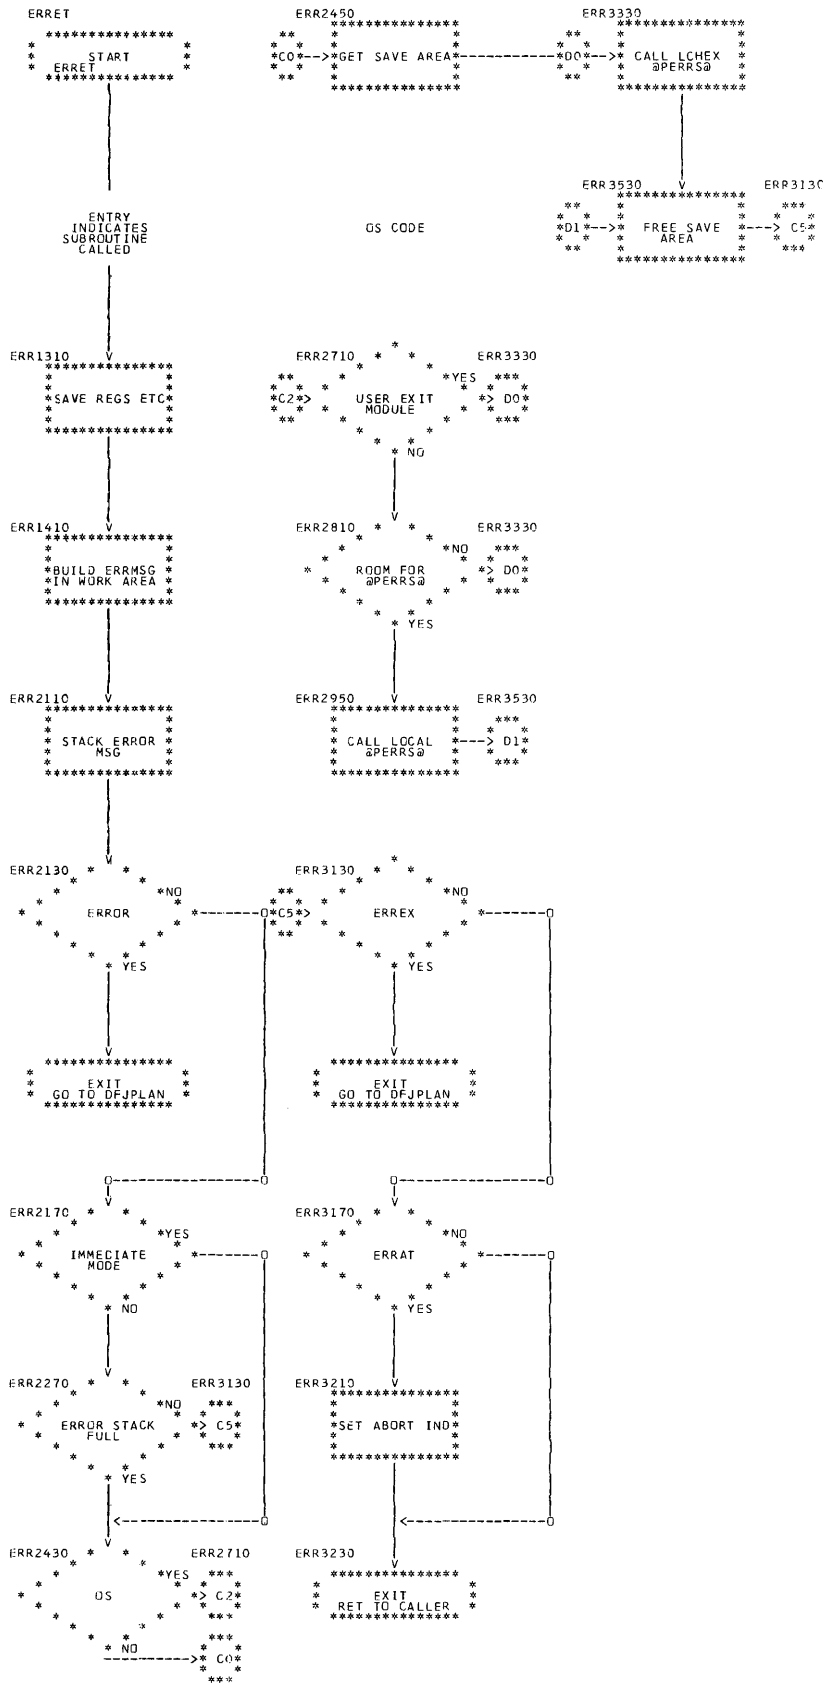 ERRET
START
ERRET
ENTRY
INDICATES
SUBROUTINE
CALLED
ERR1310
SAVE REGS ETC
ERR1410
BUILD ERRMSG
IN WORK AREA
ERR2110
STACK ERROR
MSG
ERR2130
NO
ERROR
YES
EXIT
GO TO DFJPLAN
ERR2170
YES
IMMEDIATE
MODE
NO
ERR2270
ERR3130
NO
ERROR STACK
FULL
C5
YES
ERR2430
ERR2710
YES
OS
C2
NO
C0
ERR2450
C0
GET SAVE AREA
OS CODE
ERR2710
ERR3330
YES
C2
USER EXIT
MODULE
D0
NO
ERR2810
ERR3330
NO
ROOM FOR
@PERRS@
D0
YES
ERR2950
ERR3530
CALL LOCAL
@PERRS@
D1
ERR3130
NO
C5
ERREX
YES
EXIT
GO TO DFJPLAN
ERR3170
NO
ERRAT
YES
ERR3210
SET ABORT IND
ERR3230
EXIT
RET TO CALLER
ERR3330
D0
CALL LCHEX
@PERRS@
ERR3530
ERR3130
D1
FREE SAVE
AREA
C5